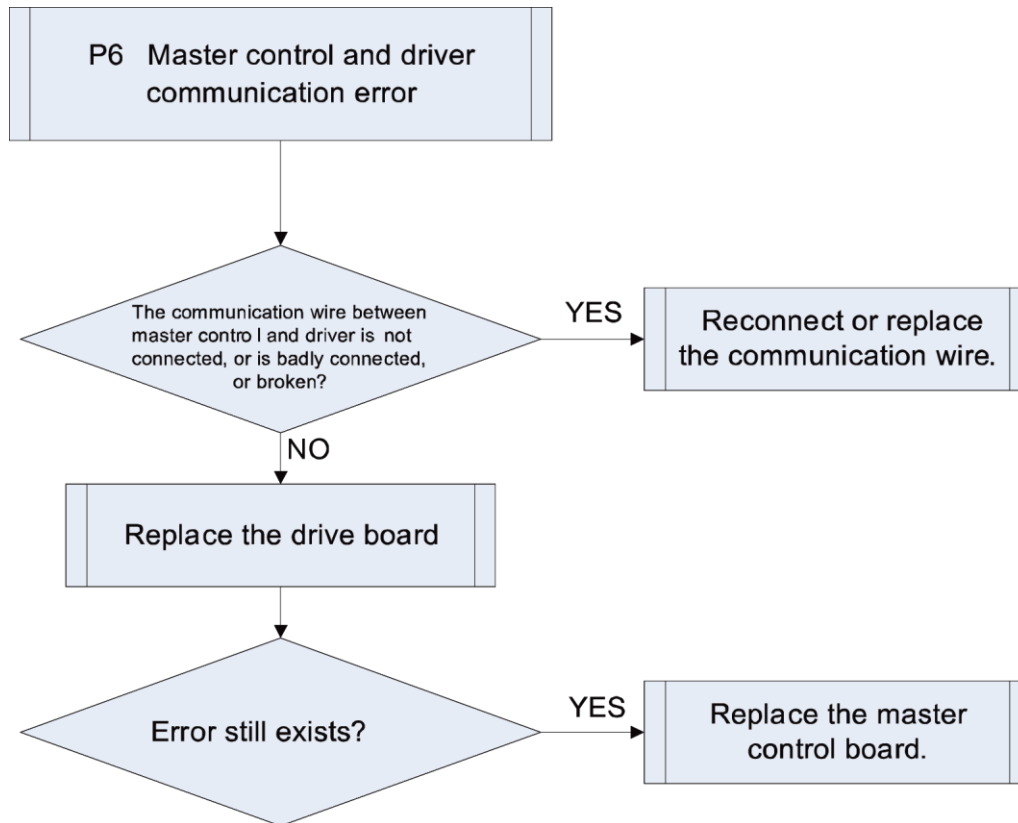 P6 Master control and driver
communication error
The communication wire between
master contro l and driver is not
connected, or is badly connected,
or broken?
YES
Reconnect or replace
the communication wire.
NO
Replace the drive board
Error still exists?
YES
Replace the master
control board.